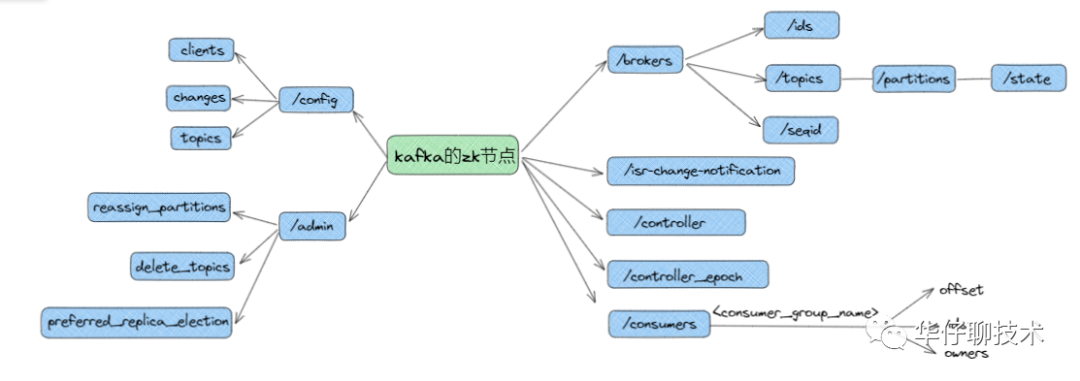 clients
changes
topics
/config
reassign_partitions
delete_topics
preferred_replica_election
/admin
kafka的zk节点
/brokers
/ids
/topics
/partitions
/state
/seqid
/isr-change-notification
/controller
/controller_epoch
/consumers
<consumer_group_name>
offset
owners
华仔聊技术